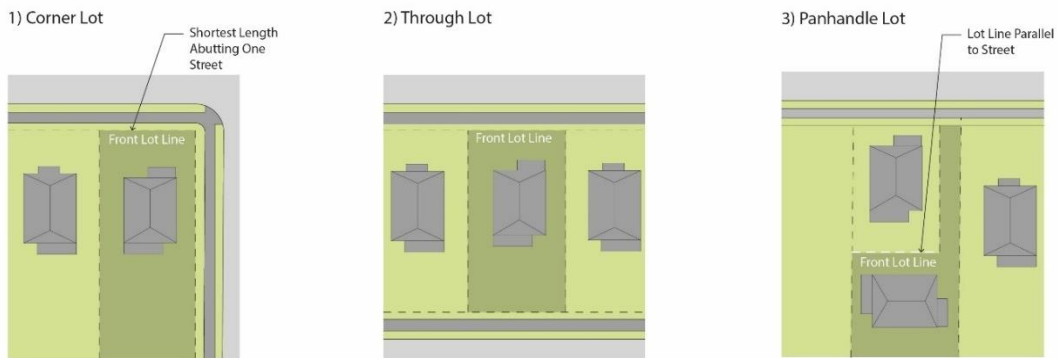 1) Corner Lot
Shortest Length
Abutting One
Street
Front Lot Line
2) Through Lot
Front Lot Line
3) Panhandle Lot
Lot Line Parallel
to Street
Front Lot Line